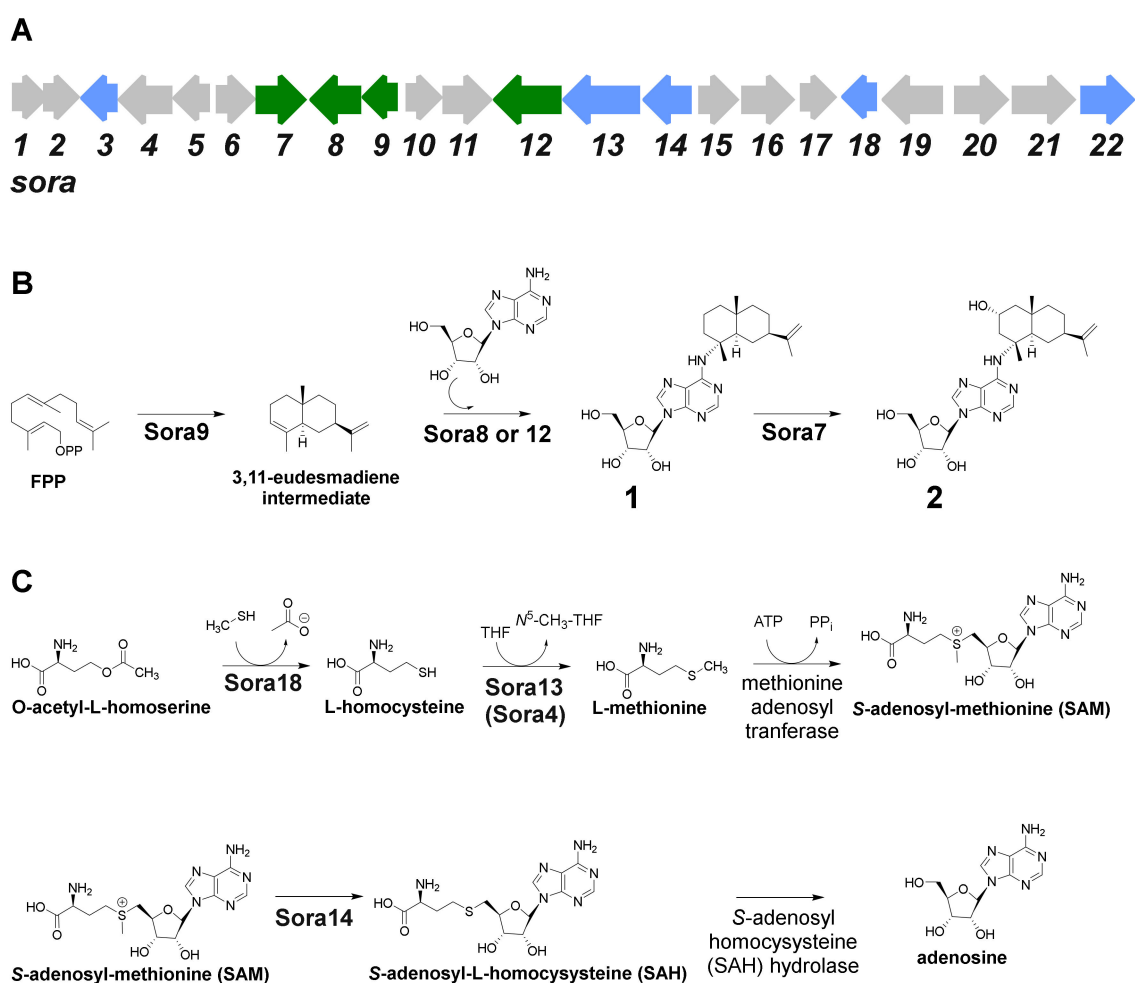 A
1 2 3 4 5 6 7 8 9 10 11 12 13 14 15 16 17 18 19 20 21 22
sora
B
NH2
N
N
N
N
HO
O
HO
OH
OPP
FPP
Sora9
H
3,11-eudesmadiene
intermediate
Sora8 or 12
H
HN
N
N
N
N
HO
O
HO
OH
1
Sora7
HO
H
HN
N
N
N
N
HO
O
HO
OH
2
C
NH2
HO
O
O
O
CH3
O-acetyl-L-homoserine
H3C
SH
O
O
⊖
Sora18
NH2
HO
O
SH
L-homocysteine
THF
N5-CH3-THF
Sora13
(Sora4)
NH2
HO
O
S
CH3
L-methionine
ATP
PPi
methionine
adenosyl
tranferase
NH2
N
N
N
N
NH2
HO
O
⊕
S
O
HO
OH
S-adenosyl-methionine (SAM)
NH2
N
N
N
N
NH2
HO
O
⊕
S
O
HO
OH
S-adenosyl-methionine (SAM)
Sora14
NH2
N
N
N
N
NH2
HO
O
S
O
HO
OH
S-adenosyl-L-homocysysteine (SAH)
S-adenosyl
homocysysteine
(SAH) hydrolase
NH2
N
N
N
N
HO
O
HO
OH
adenosine